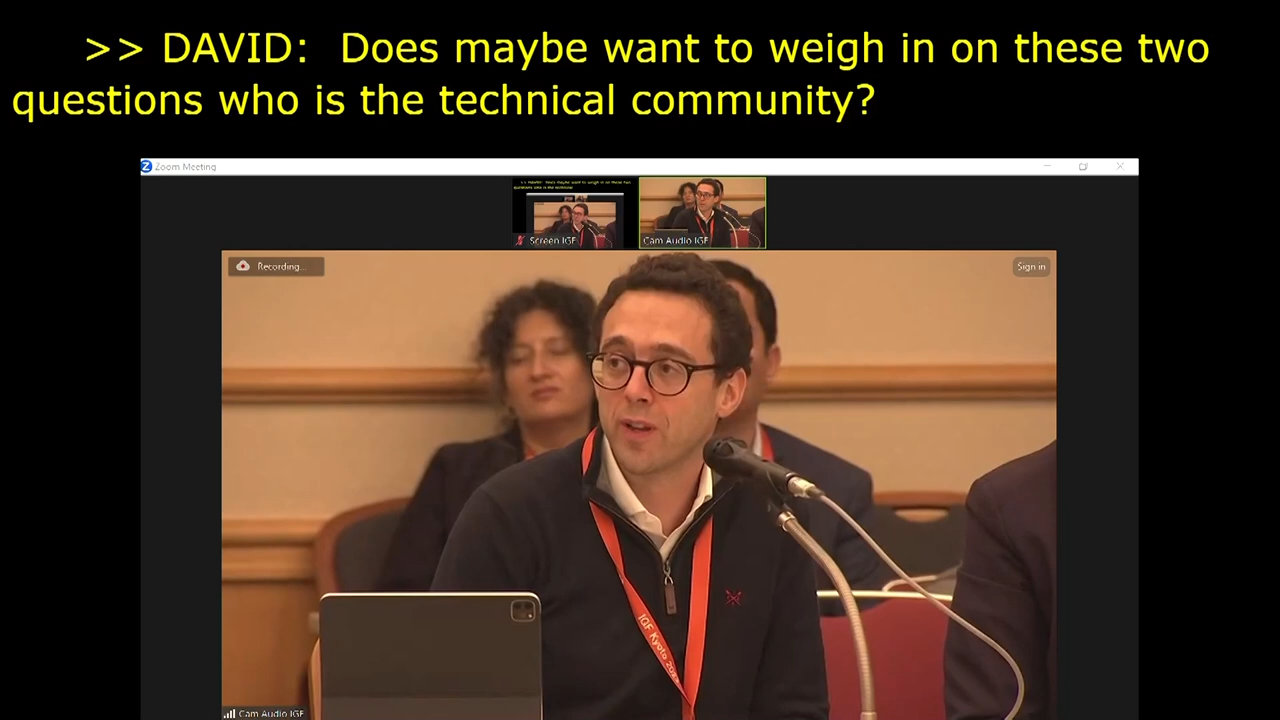 >> DAVID:  Does maybe want to weigh in on these two
questions who is the technical community?
Zoom Meeting
Screen IGF
Cam Audio IGF
Recording...
Sign in
IGF Kyoto
Cam Audio IGF